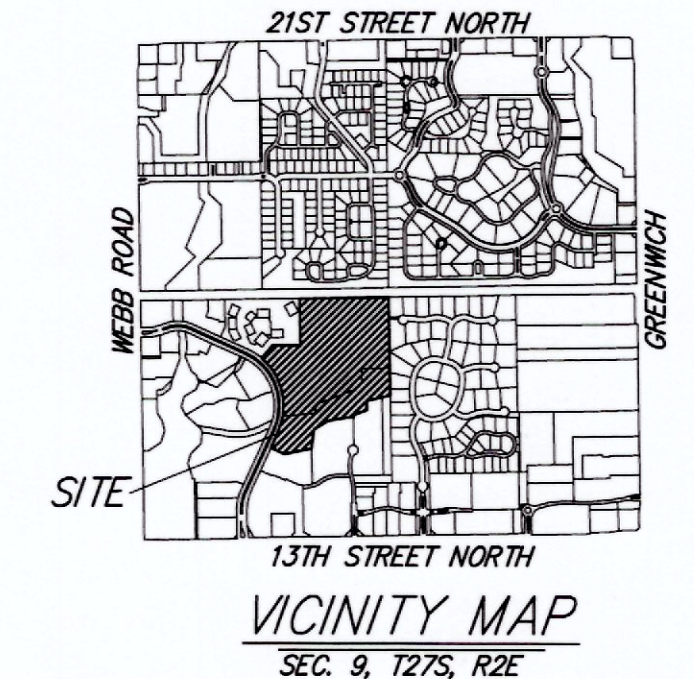 21ST STREET NORTH
WEBB ROAD
GREENWICH
SITE
13TH STREET NORTH
VICINITY MAP
SEC. 9, T27S, R2E